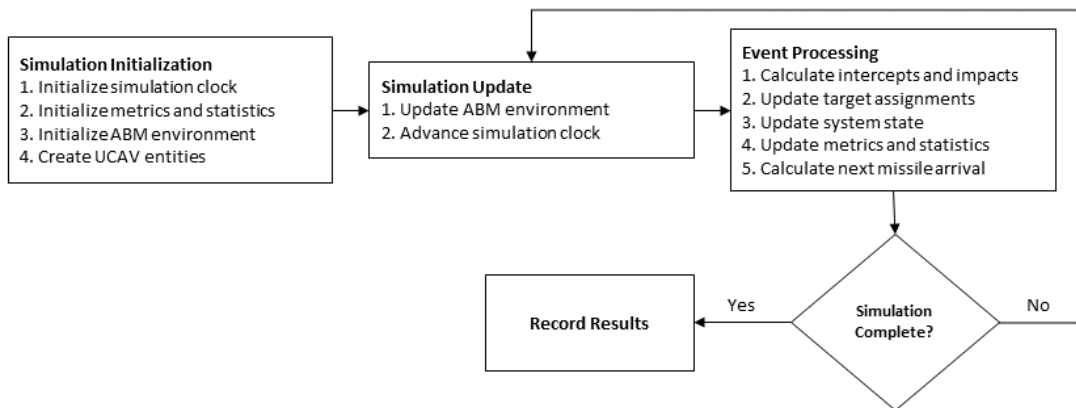 Simulation Initialization
1. Initialize simulation clock
2. Initialize metrics and statistics
3. Initialize ABM environment
4. Create UCAV entities
Simulation Update
1. Update ABM environment
2. Advance simulation clock
Event Processing
1. Calculate intercepts and impacts
2. Update target assignments
3. Update system state
4. Update metrics and statistics
5. Calculate next missile arrival
Simulation
Complete?
Yes
No
Record Results